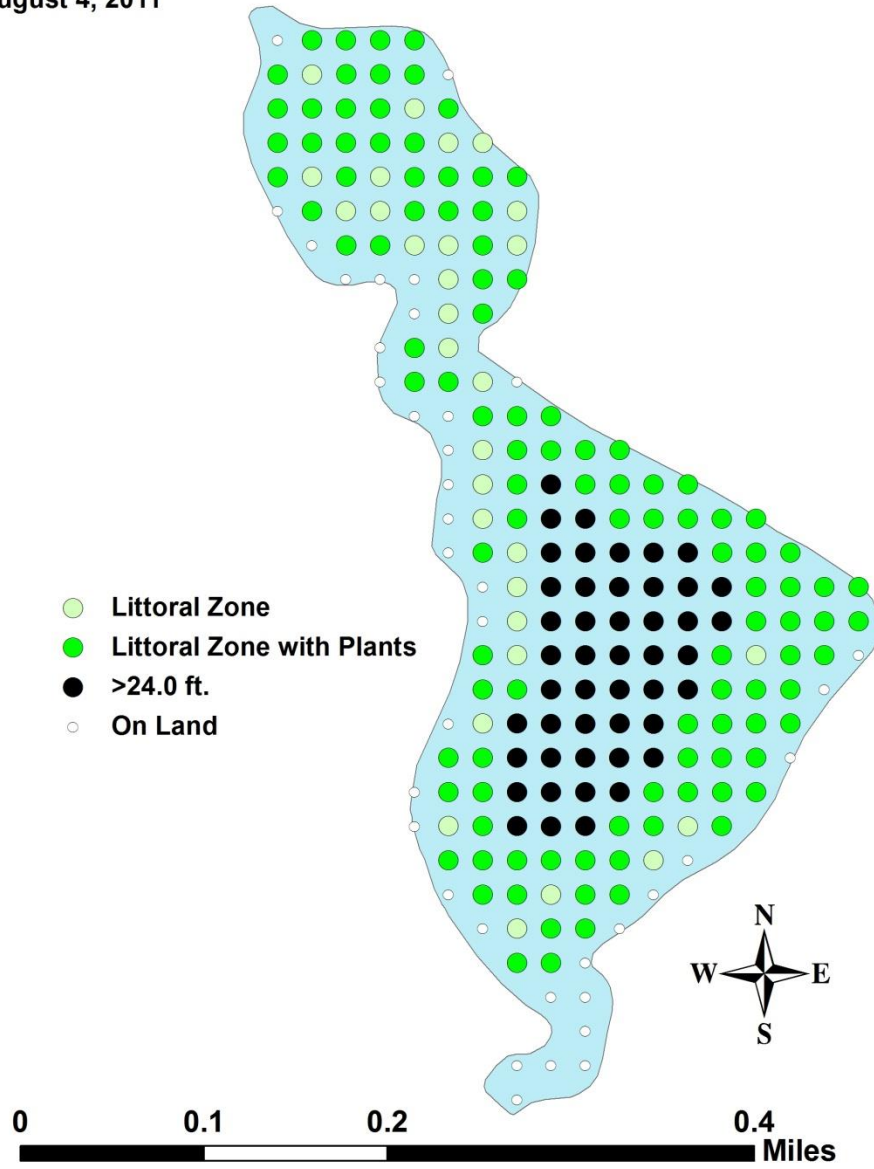 August 4, 2011
Littoral Zone
Littoral Zone with Plants
>24.0 ft.
On Land
N
W E
S
0 0.1 0.2 0.4
Miles